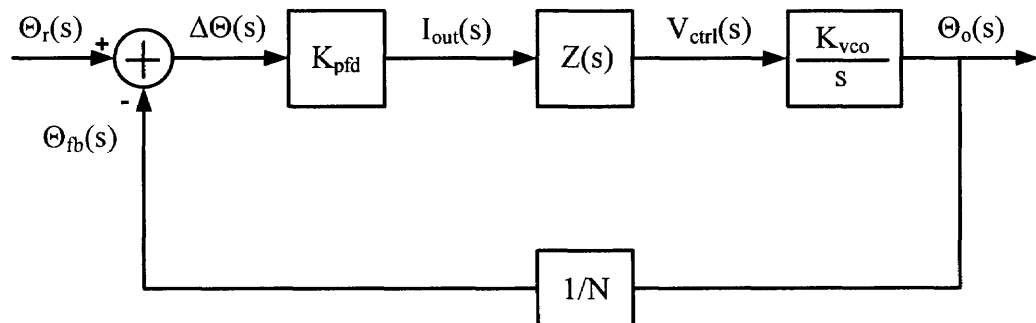 Θr(s)
+
-
ΔΘ(s)
Kpfd
Iout(s)
Z(s)
Vctrl(s)
Kvco
s
Θo(s)
Θfb(s)
1/N